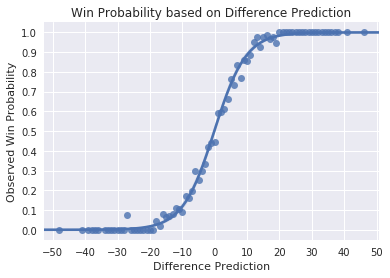 Win Probability based on Difference Prediction
Observed Win Probability
1.0
0.9
0.8
0.7
0.6
0.5
0.4
0.3
0.2
0.1
0.0
−50 −40 −30 −20 −10 0 10 20 30 40 50
Difference Prediction